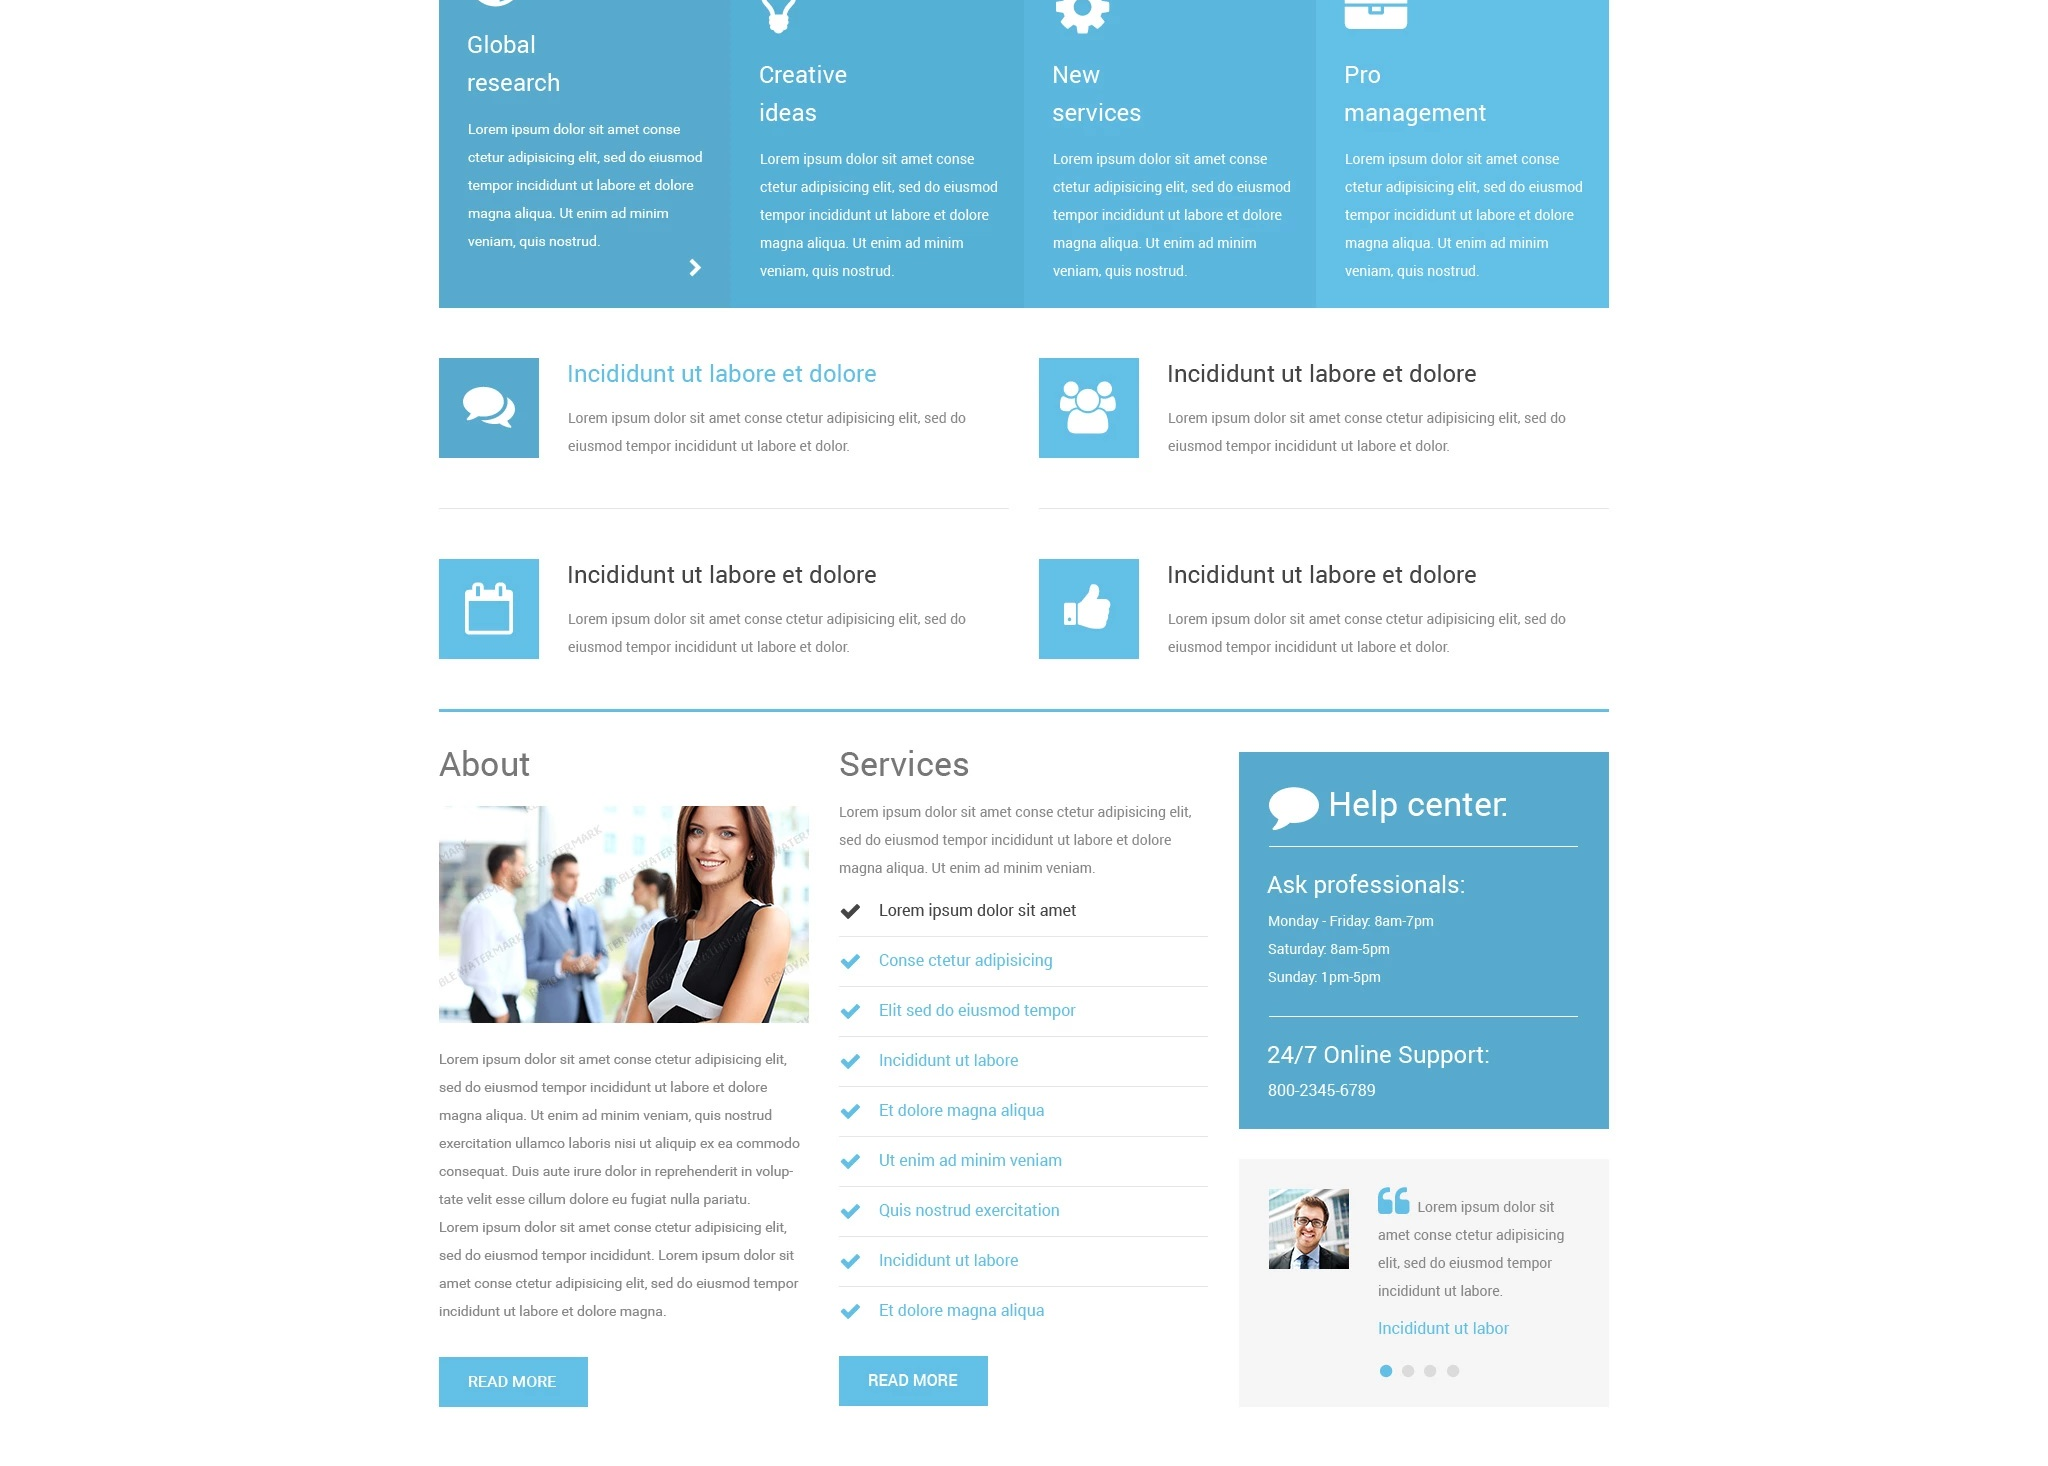 Global
research
Lorem ipsum dolor sit amet conse
ctetur adipisicing elit, sed do eiusmod
tempor incididunt ut labore et dolore
magna aliqua. Ut enim ad minim
veniam, quis nostrud.
Creative
ideas
Lorem ipsum dolor sit amet conse
ctetur adipisicing elit, sed do eiusmod
tempor incididunt ut labore et dolore
magna aliqua. Ut enim ad minim
veniam, quis nostrud.
New
services
Lorem ipsum dolor sit amet conse
ctetur adipisicing elit, sed do eiusmod
tempor incididunt ut labore et dolore
magna aliqua. Ut enim ad minim
veniam, quis nostrud.
Pro
management
Lorem ipsum dolor sit amet conse
ctetur adipisicing elit, sed do eiusmod
tempor incididunt ut labore et dolore
magna aliqua. Ut enim ad minim
veniam, quis nostrud.
Incididunt ut labore et dolore
Lorem ipsum dolor sit amet conse ctetur adipisicing elit, sed do
eiusmod tempor incididunt ut labore et dolor.
Incididunt ut labore et dolore
Lorem ipsum dolor sit amet conse ctetur adipisicing elit, sed do
eiusmod tempor incididunt ut labore et dolor.
Incididunt ut labore et dolore
Lorem ipsum dolor sit amet conse ctetur adipisicing elit, sed do
eiusmod tempor incididunt ut labore et dolor.
Incididunt ut labore et dolore
Lorem ipsum dolor sit amet conse ctetur adipisicing elit, sed do
eiusmod tempor incididunt ut labore et dolor.
About
REMOVABLE WATERMARK
Lorem ipsum dolor sit amet conse ctetur adipisicing elit,
sed do eiusmod tempor incididunt ut labore et dolore
magna aliqua. Ut enim ad minim veniam, quis nostrud
exercitation ullamco laboris nisi ut aliquip ex ea commodo
consequat. Duis aute irure dolor in reprehenderit in volup-
tate velit esse cillum dolore eu fugiat nulla pariatu.
Lorem ipsum dolor sit amet conse ctetur adipisicing elit,
sed do eiusmod tempor incididunt. Lorem ipsum dolor sit
amet conse ctetur adipisicing elit, sed do eiusmod tempor
incididunt ut labore et dolore magna.
READ MORE
Services
Lorem ipsum dolor sit amet conse ctetur adipisicing elit,
sed do eiusmod tempor incididunt ut labore et dolore
magna aliqua. Ut enim ad minim veniam.
Lorem ipsum dolor sit amet
Conse ctetur adipisicing
Elit sed do eiusmod tempor
Incididunt ut labore
Et dolore magna aliqua
Ut enim ad minim veniam
Quis nostrud exercitation
Incididunt ut labore
Et dolore magna aliqua
READ MORE
Help center:
Ask professionals:
Monday - Friday: 8am-7pm
Saturday: 8am-5pm
Sunday: 1pm-5pm
24/7 Online Support:
800-2345-6789
Lorem ipsum dolor sit
amet conse ctetur adipisicing
elit, sed do eiusmod tempor
incididunt ut labore.
Incididunt ut labor